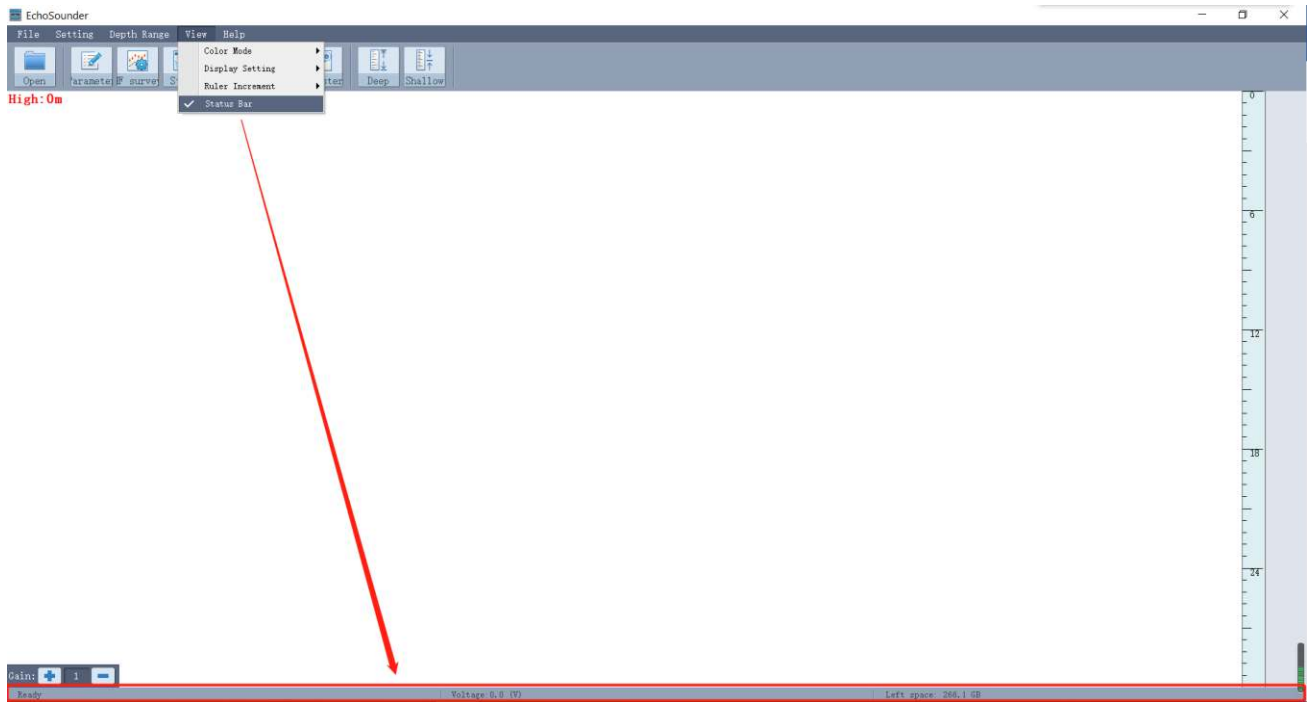 EchoSounder
File Setting Depth Range View Help
Color Mode
Display Setting
Ruler Increment
Status Bar
Open Deep Shallow
High:0m
0
6
12
18
24
Gain: 1
Ready Voltage:0.0 (V) Left space: 268.1 GB